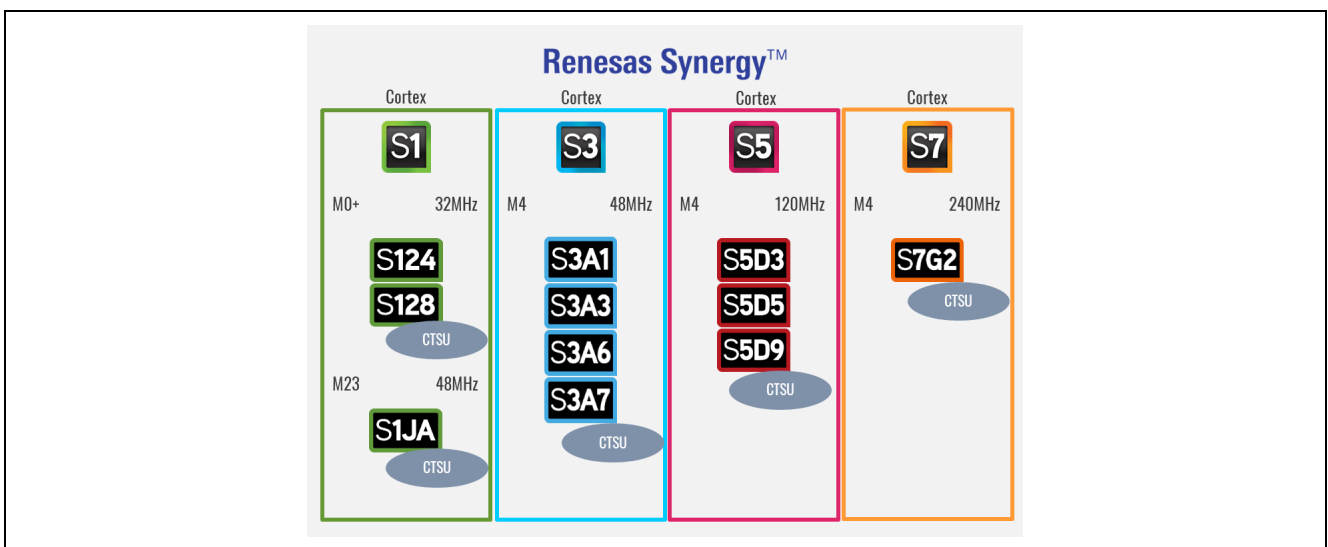 Renesas Synergy™
Cortex
S1
M0+ 32MHz
S124
S128
CTSU
M23 48MHz
S1JA
CTSU
Cortex
S3
M4 48MHz
S3A1
S3A3
S3A6
S3A7
CTSU
Cortex
S5
M4 120MHz
S5D3
S5D5
S5D9
CTSU
Cortex
S7
M4 240MHz
S7G2
CTSU